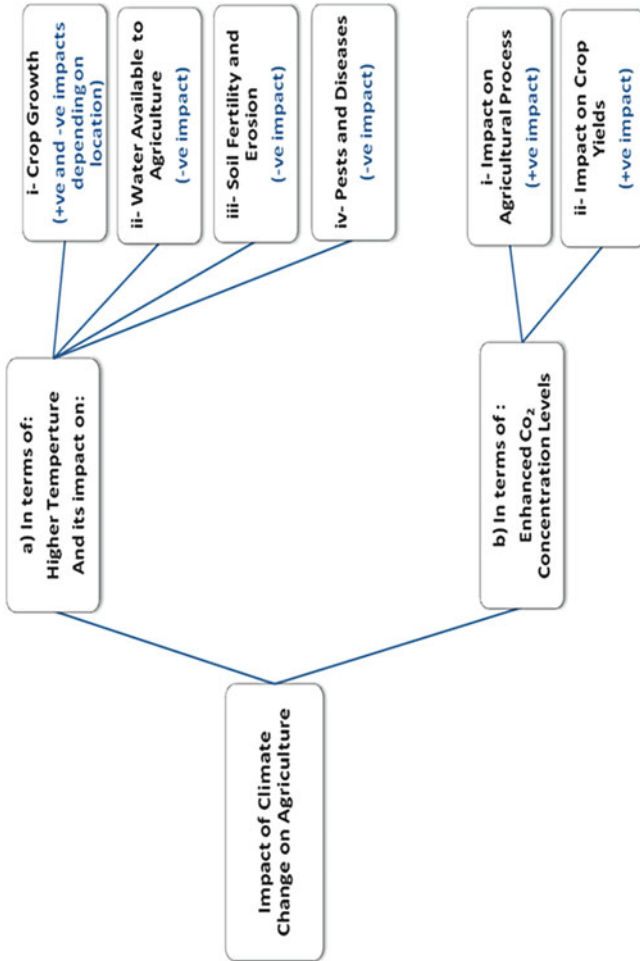 Impact of Climate
Change on Agriculture
a) In terms of:
Higher Temperture
And its impact on:
i- Crop Growth
(+ve and -ve impacts
depending on
location)
ii- Water Available to
Agriculture
(-ve impact)
iii- Soil Fertility and
Erosion
(-ve impact)
iv- Pests and Diseases
(-ve impact)
b) In terms of :
Enhanced Co₂
Concentration Levels
i- Impact on
Agricultural Process
(+ve impact)
ii- Impact on Crop
Yields
(+ve impact)